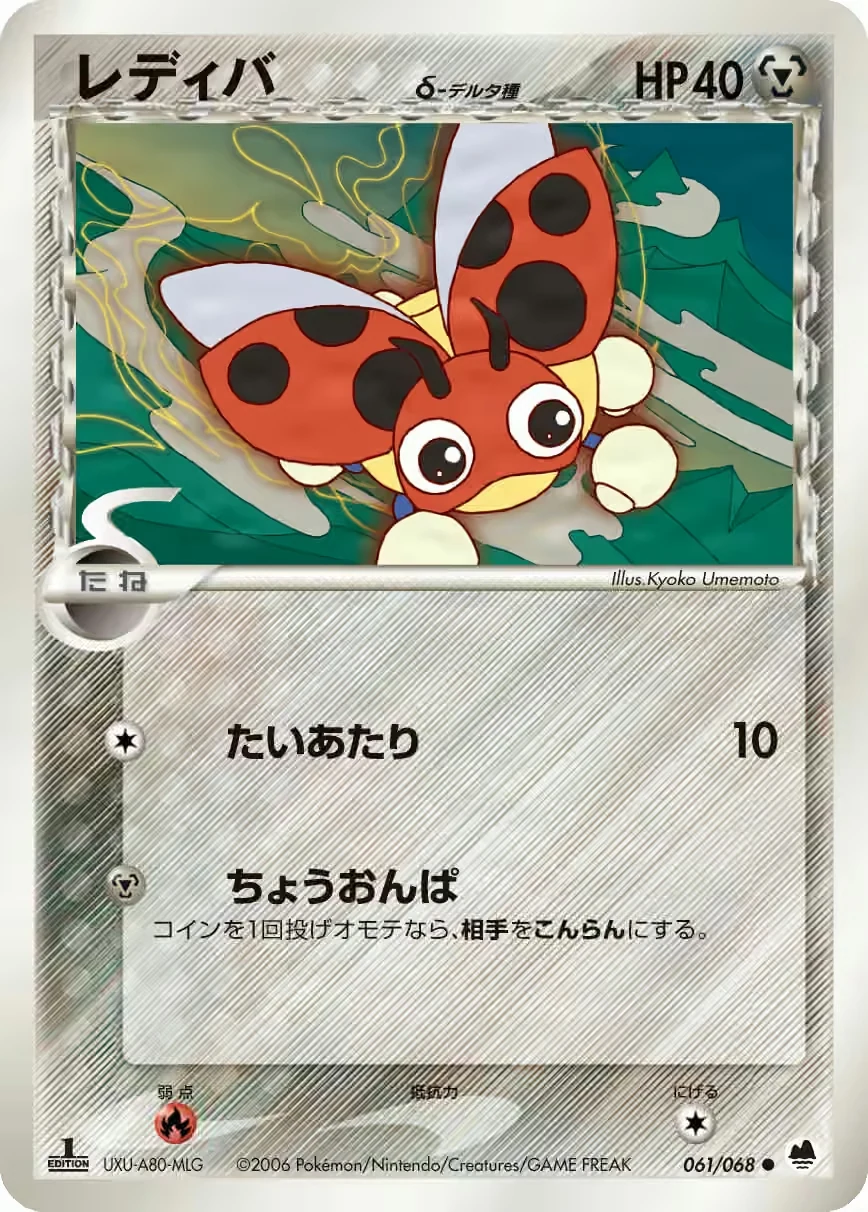 レディバ δ-デルタ種 HP40
たね Illus.Kyoko Umemoto
たいあたり 10
ちょうおんぱ
コインを1回投げオモテなら、相手をこんらんにする。
弱点 抵抗力 にげる
1 EDITION UXU-A80-MLG ©2006 Pokémon/Nintendo/Creatures/GAME FREAK 061/068